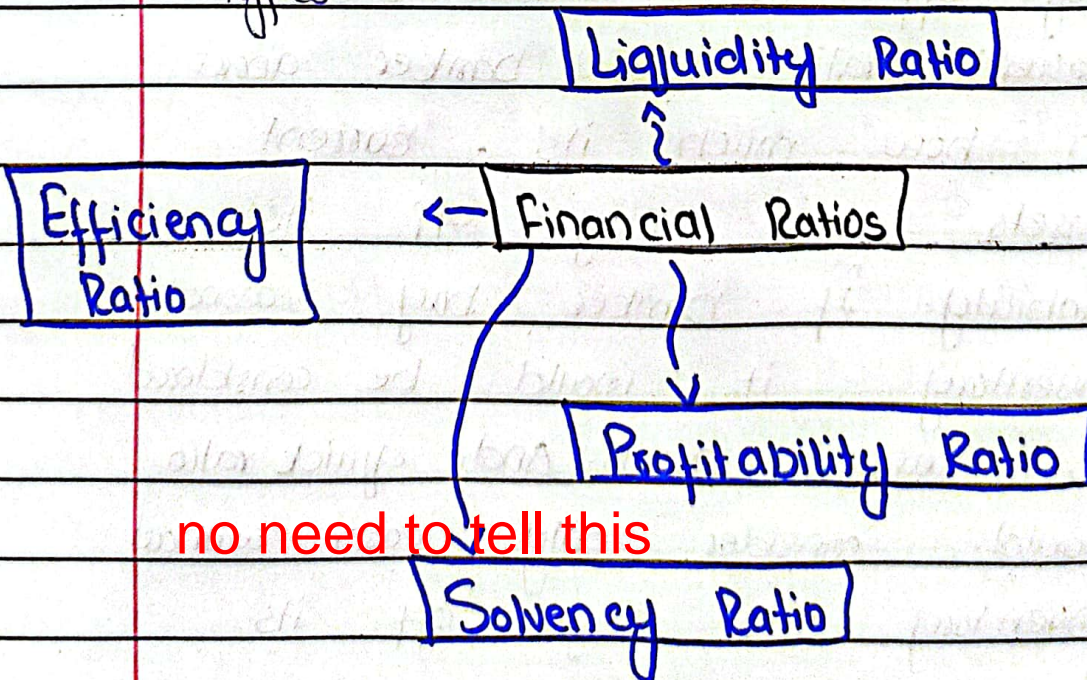 Liquidity Ratio
Efficiency
Ratio
Financial Ratios
Profitability Ratio
no need to tell this
Solvency Ratio